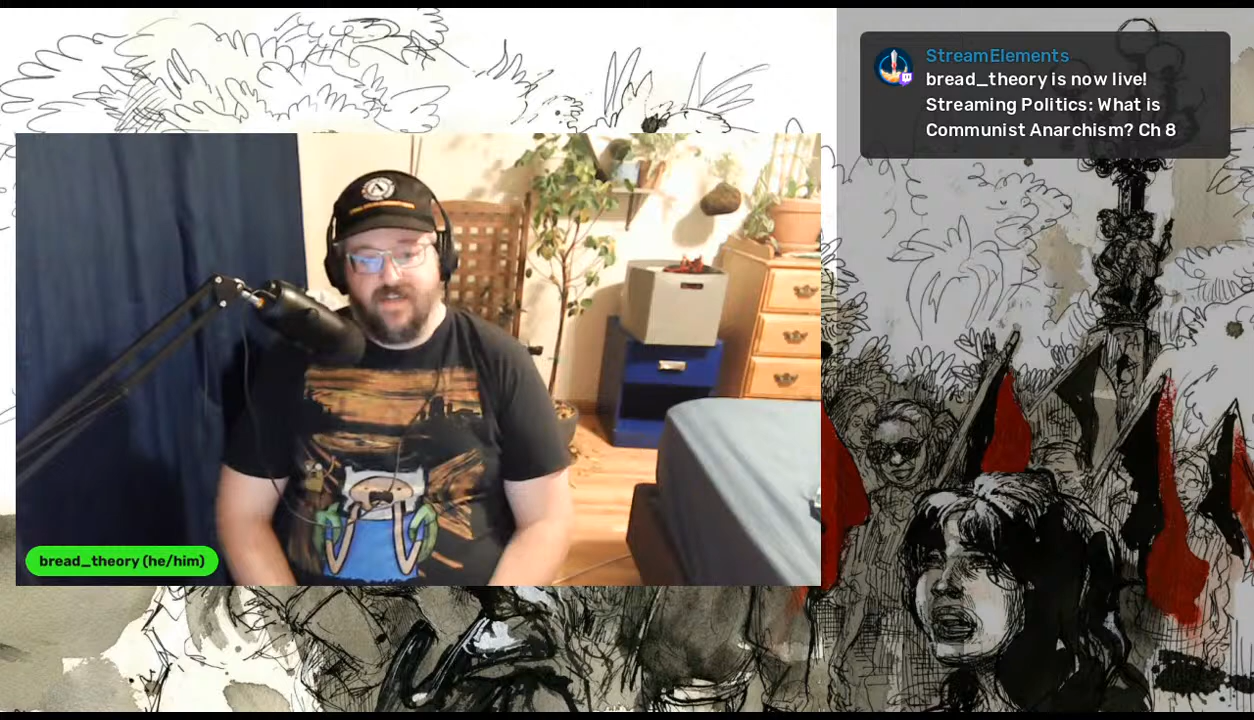 StreamElements
bread_theory is now live!
Streaming Politics: What is
Communist Anarchism? Ch 8
bread_theory (he/him)